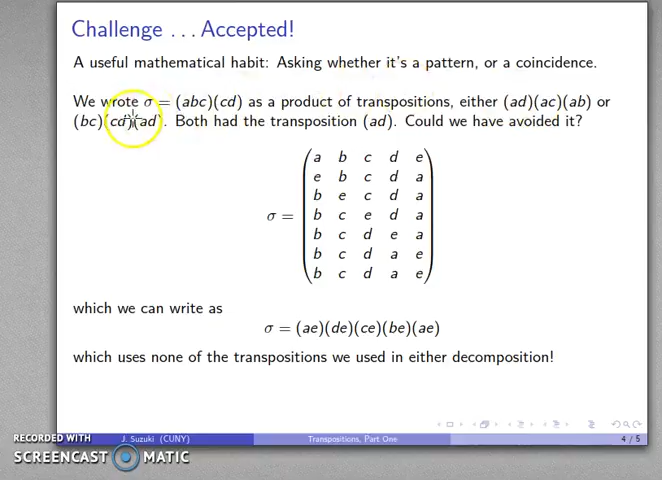 Challenge . . . Accepted!
A useful mathematical habit: Asking whether it's a pattern, or a coincidence.
We wrote σ = (abc)(cd) as a product of transpositions, either (ad)(ac)(ab) or
(bc)(cd)(ad). Both had the transposition (ad). Could we have avoided it?
a b c d e
e b c d a
b e c d a
σ = b c e d a
b c d e a
b c d a e
b c d a e
which we can write as
σ = (ae)(de)(ce)(be)(ae)
which uses none of the transpositions we used in either decomposition!
RECORDED WITH
SCREENCAST MATIC
J. Suzuki (CUNY) Transpositions, Part One 4 / 5